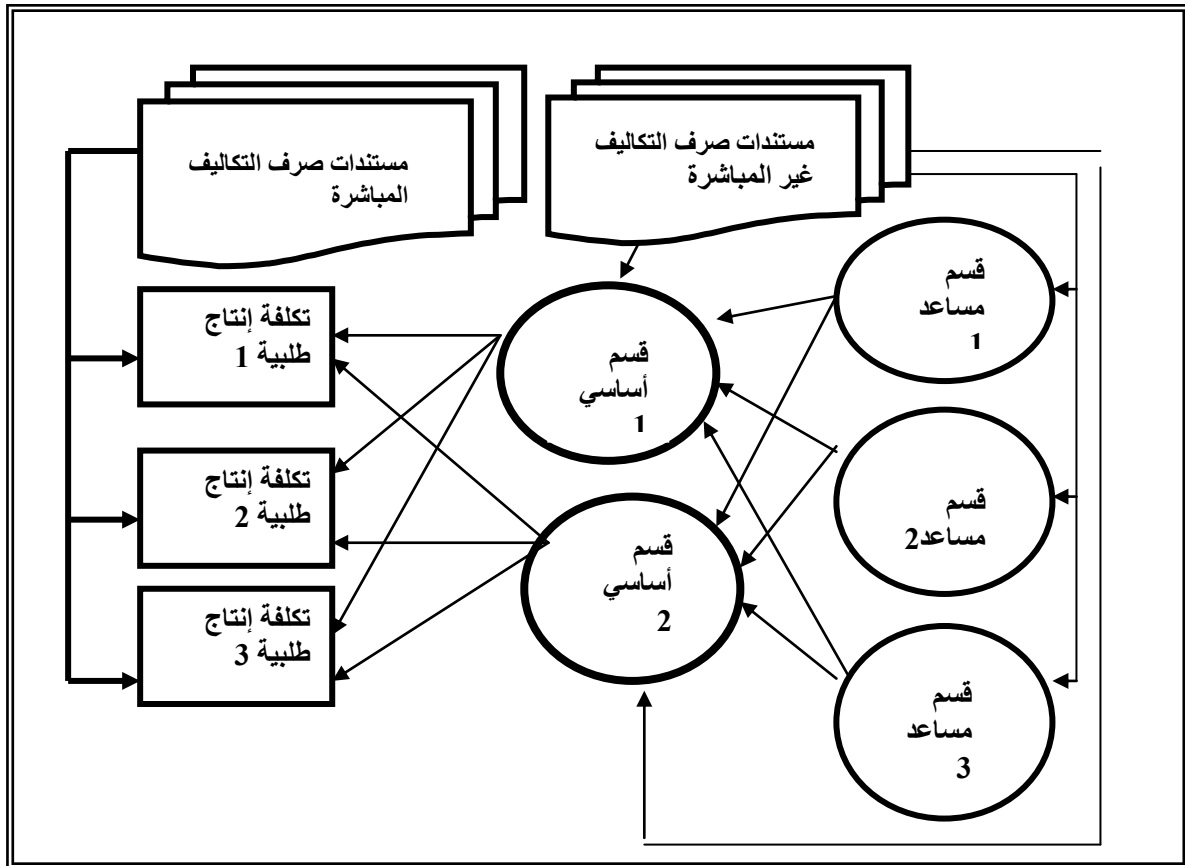 مستندات صرف التكاليف
غير المباشرة
مستندات صرف التكاليف
المباشرة
قسم
مساعد
1
تكلفة إنتاج
طلبية 1
قسم
أساسي
1
تكلفة إنتاج
طلبية 2
قسم
مساعد2
قسم
أساسي
2
تكلفة إنتاج
طلبية 3
قسم
مساعد
3